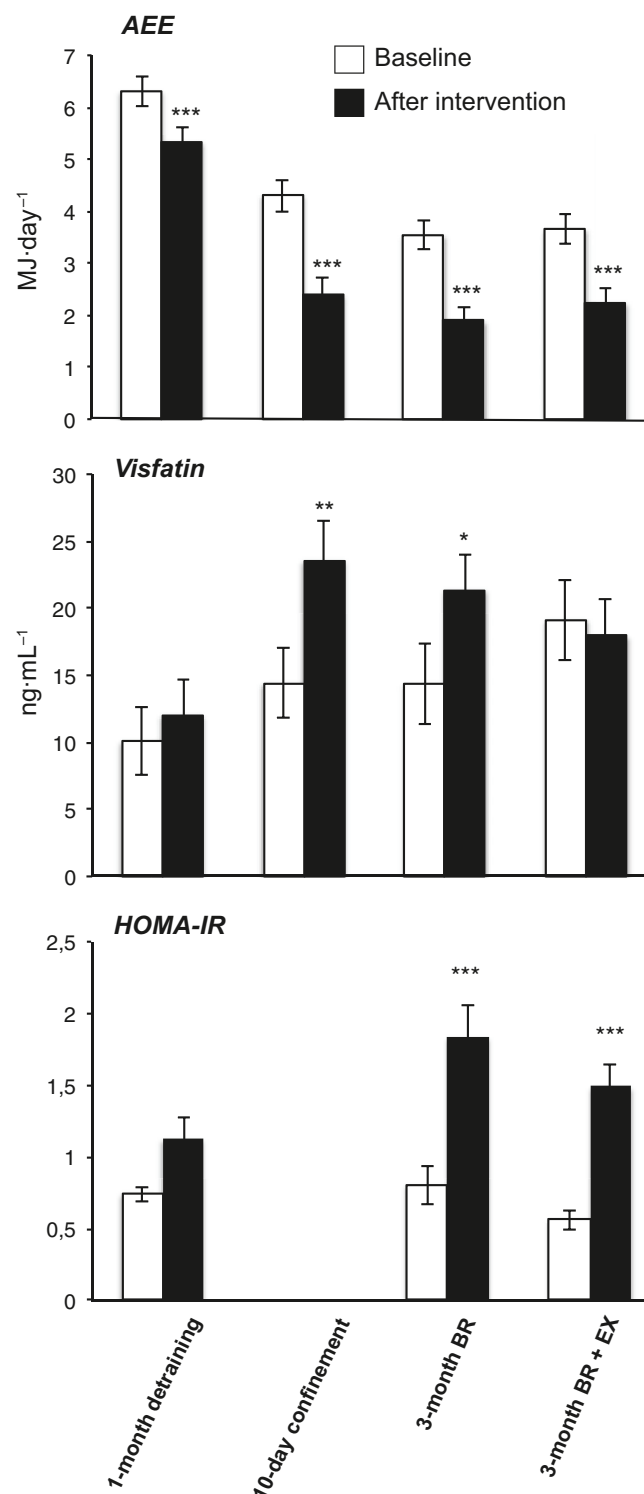 AEE
Baseline
After intervention
MJ·day⁻¹
7
6
5
4
3
2
1
0
***
***
***
***
Visfatin
ng·mL⁻¹
30
25
20
15
10
5
0
**
*
HOMA-IR
2,5
2
1,5
1
0,5
0
***
***
1-month detraining
10-day confinement
3-month BR
3-month BR + EX